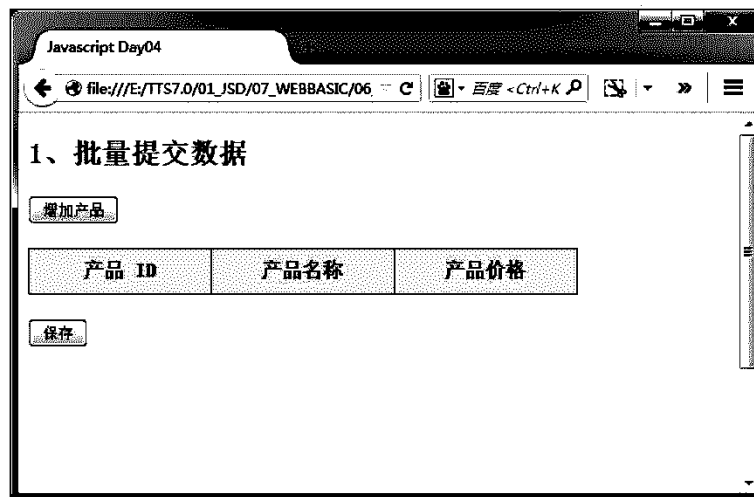 Javascript Day04
file:///E:/TTS7.0/01_JSD/07_WEBBASIC/06_
百度 <Ctrl+K
1、批量提交数据
增加产品
产品 ID 产品名称 产品价格
保存